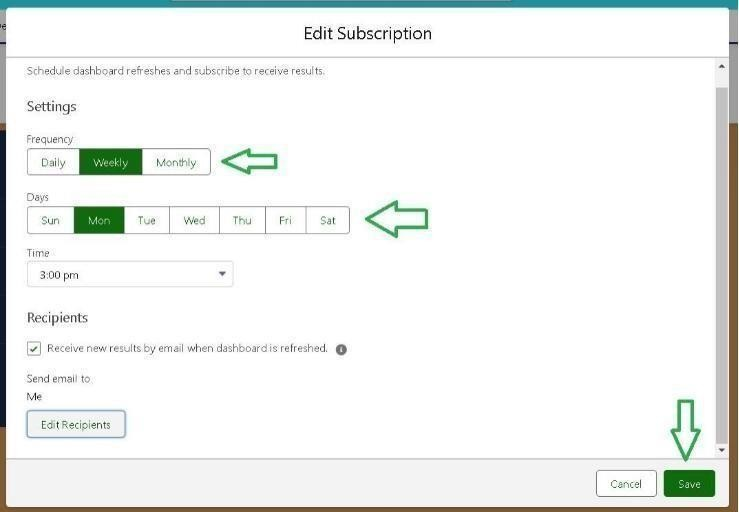 Edit Subscription
Schedule dashboard refreshes and subscribe to receive results.
Settings
Frequency
Daily Weekly Monthly
Days
Sun Mon Tue Wed Thu Fri Sat
Time
3:00 pm
Recipients
Receive new results by email when dashboard is refreshed.
Send email to
Me
Edit Recipients
Cancel Save